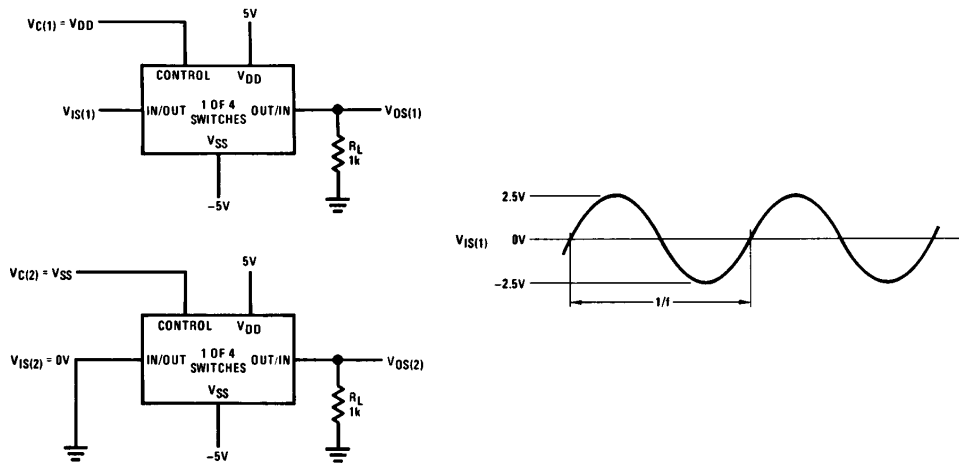 VC(1) = VDD
5V
CONTROL VDD
VIS(1) IN/OUT 1 OF 4 OUT/IN VOS(1)
SWITCHES
VSS
RL
1k
–5V
VC(2) = VSS
5V
CONTROL VDD
VIS(2) = 0V IN/OUT 1 OF 4 OUT/IN VOS(2)
SWITCHES
VSS
RL
1k
–5V
2.5V
VIS(1) 0V
–2.5V
1/f